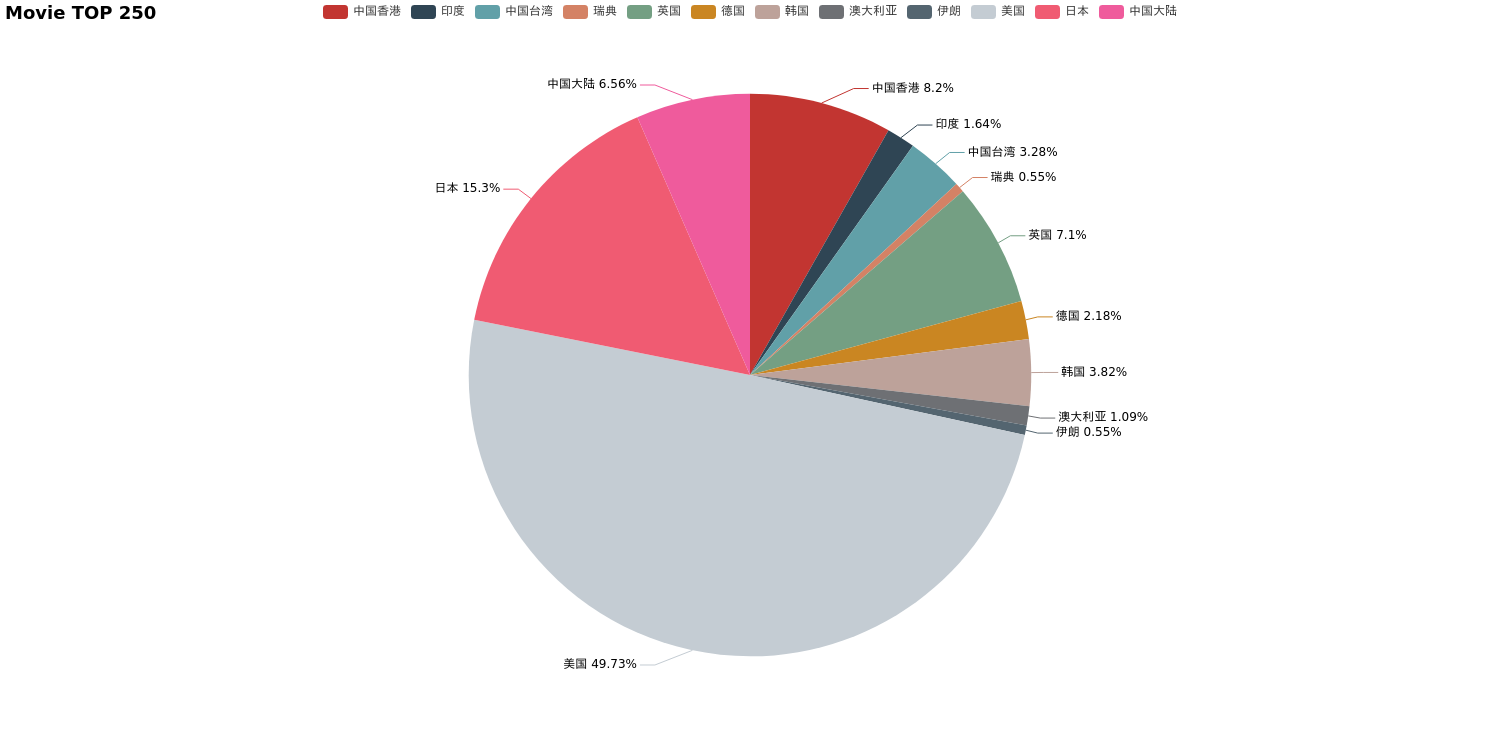 Movie TOP 250
中国香港 印度 中国台湾 瑞典 英国 德国 韩国 澳大利亚 伊朗 美国 日本 中国大陆
中国大陆 6.56%
中国香港 8.2%
印度 1.64%
中国台湾 3.28%
瑞典 0.55%
日本 15.3%
英国 7.1%
德国 2.18%
韩国 3.82%
澳大利亚 1.09%
伊朗 0.55%
美国 49.73%